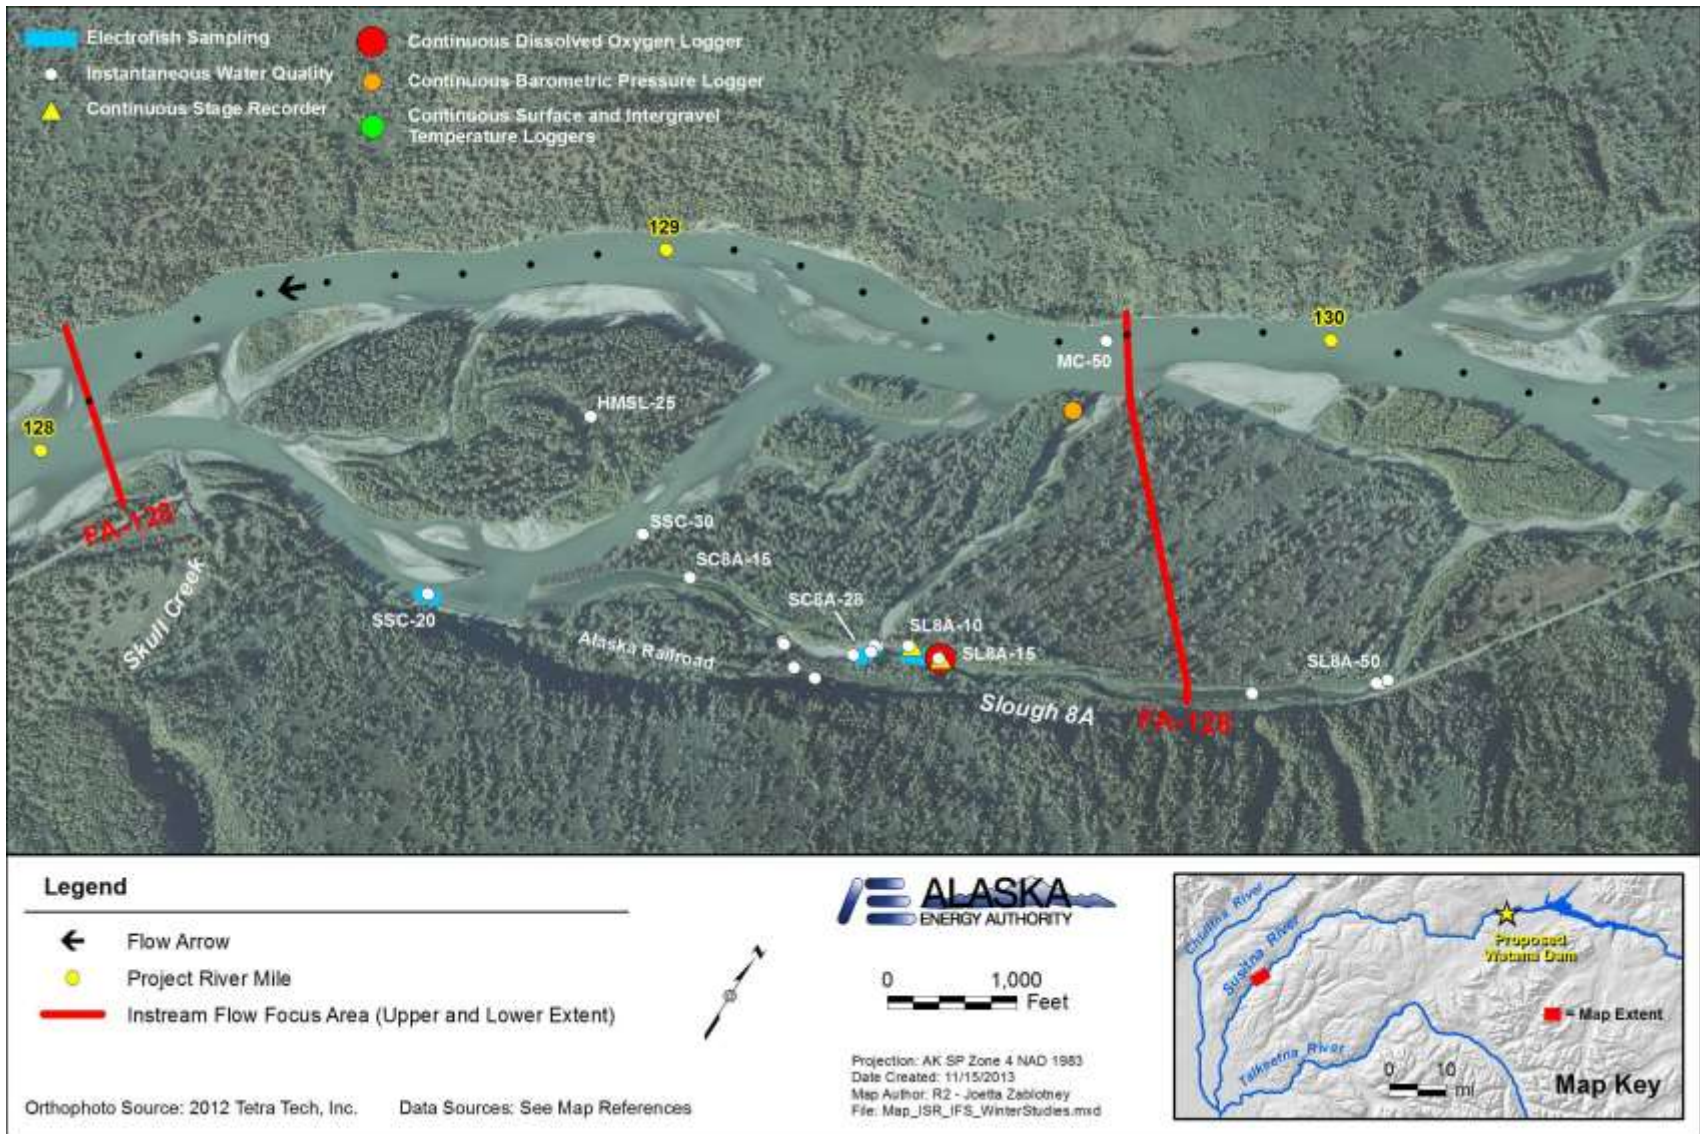 Electrofish Sampling
Instantaneous Water Quality
Continuous Stage Recorder
Continuous Dissolved Oxygen Logger
Continuous Barometric Pressure Logger
Continuous Surface and Intergravel
Temperature Loggers
129
130
MC-50
HMSL-25
128
FA-128
SSC-30
SC8A-15
SC8A-28
SSC-20
Skull Creek
Alaska Railroad
SL8A-10
SL8A-15
SL8A-50
Slough 8A
FA-128
Legend
Flow Arrow
Project River Mile
Instream Flow Focus Area (Upper and Lower Extent)
Orthophoto Source: 2012 Tetra Tech, Inc.
Data Sources: See Map References
N
ALASKA
ENERGY AUTHORITY
0 1,000
Feet
Projection: AK SP Zone 4 NAD 1983
Date Created: 11/15/2013
Map Author: R2 - Joetta Zablotney
File: Map_ISR_IFS_WinterStudies.mxd
Chulitna River
Susitna River
Proposed
Watana Dam
= Map Extent
Talkeetna River
0 10
mi
Map Key